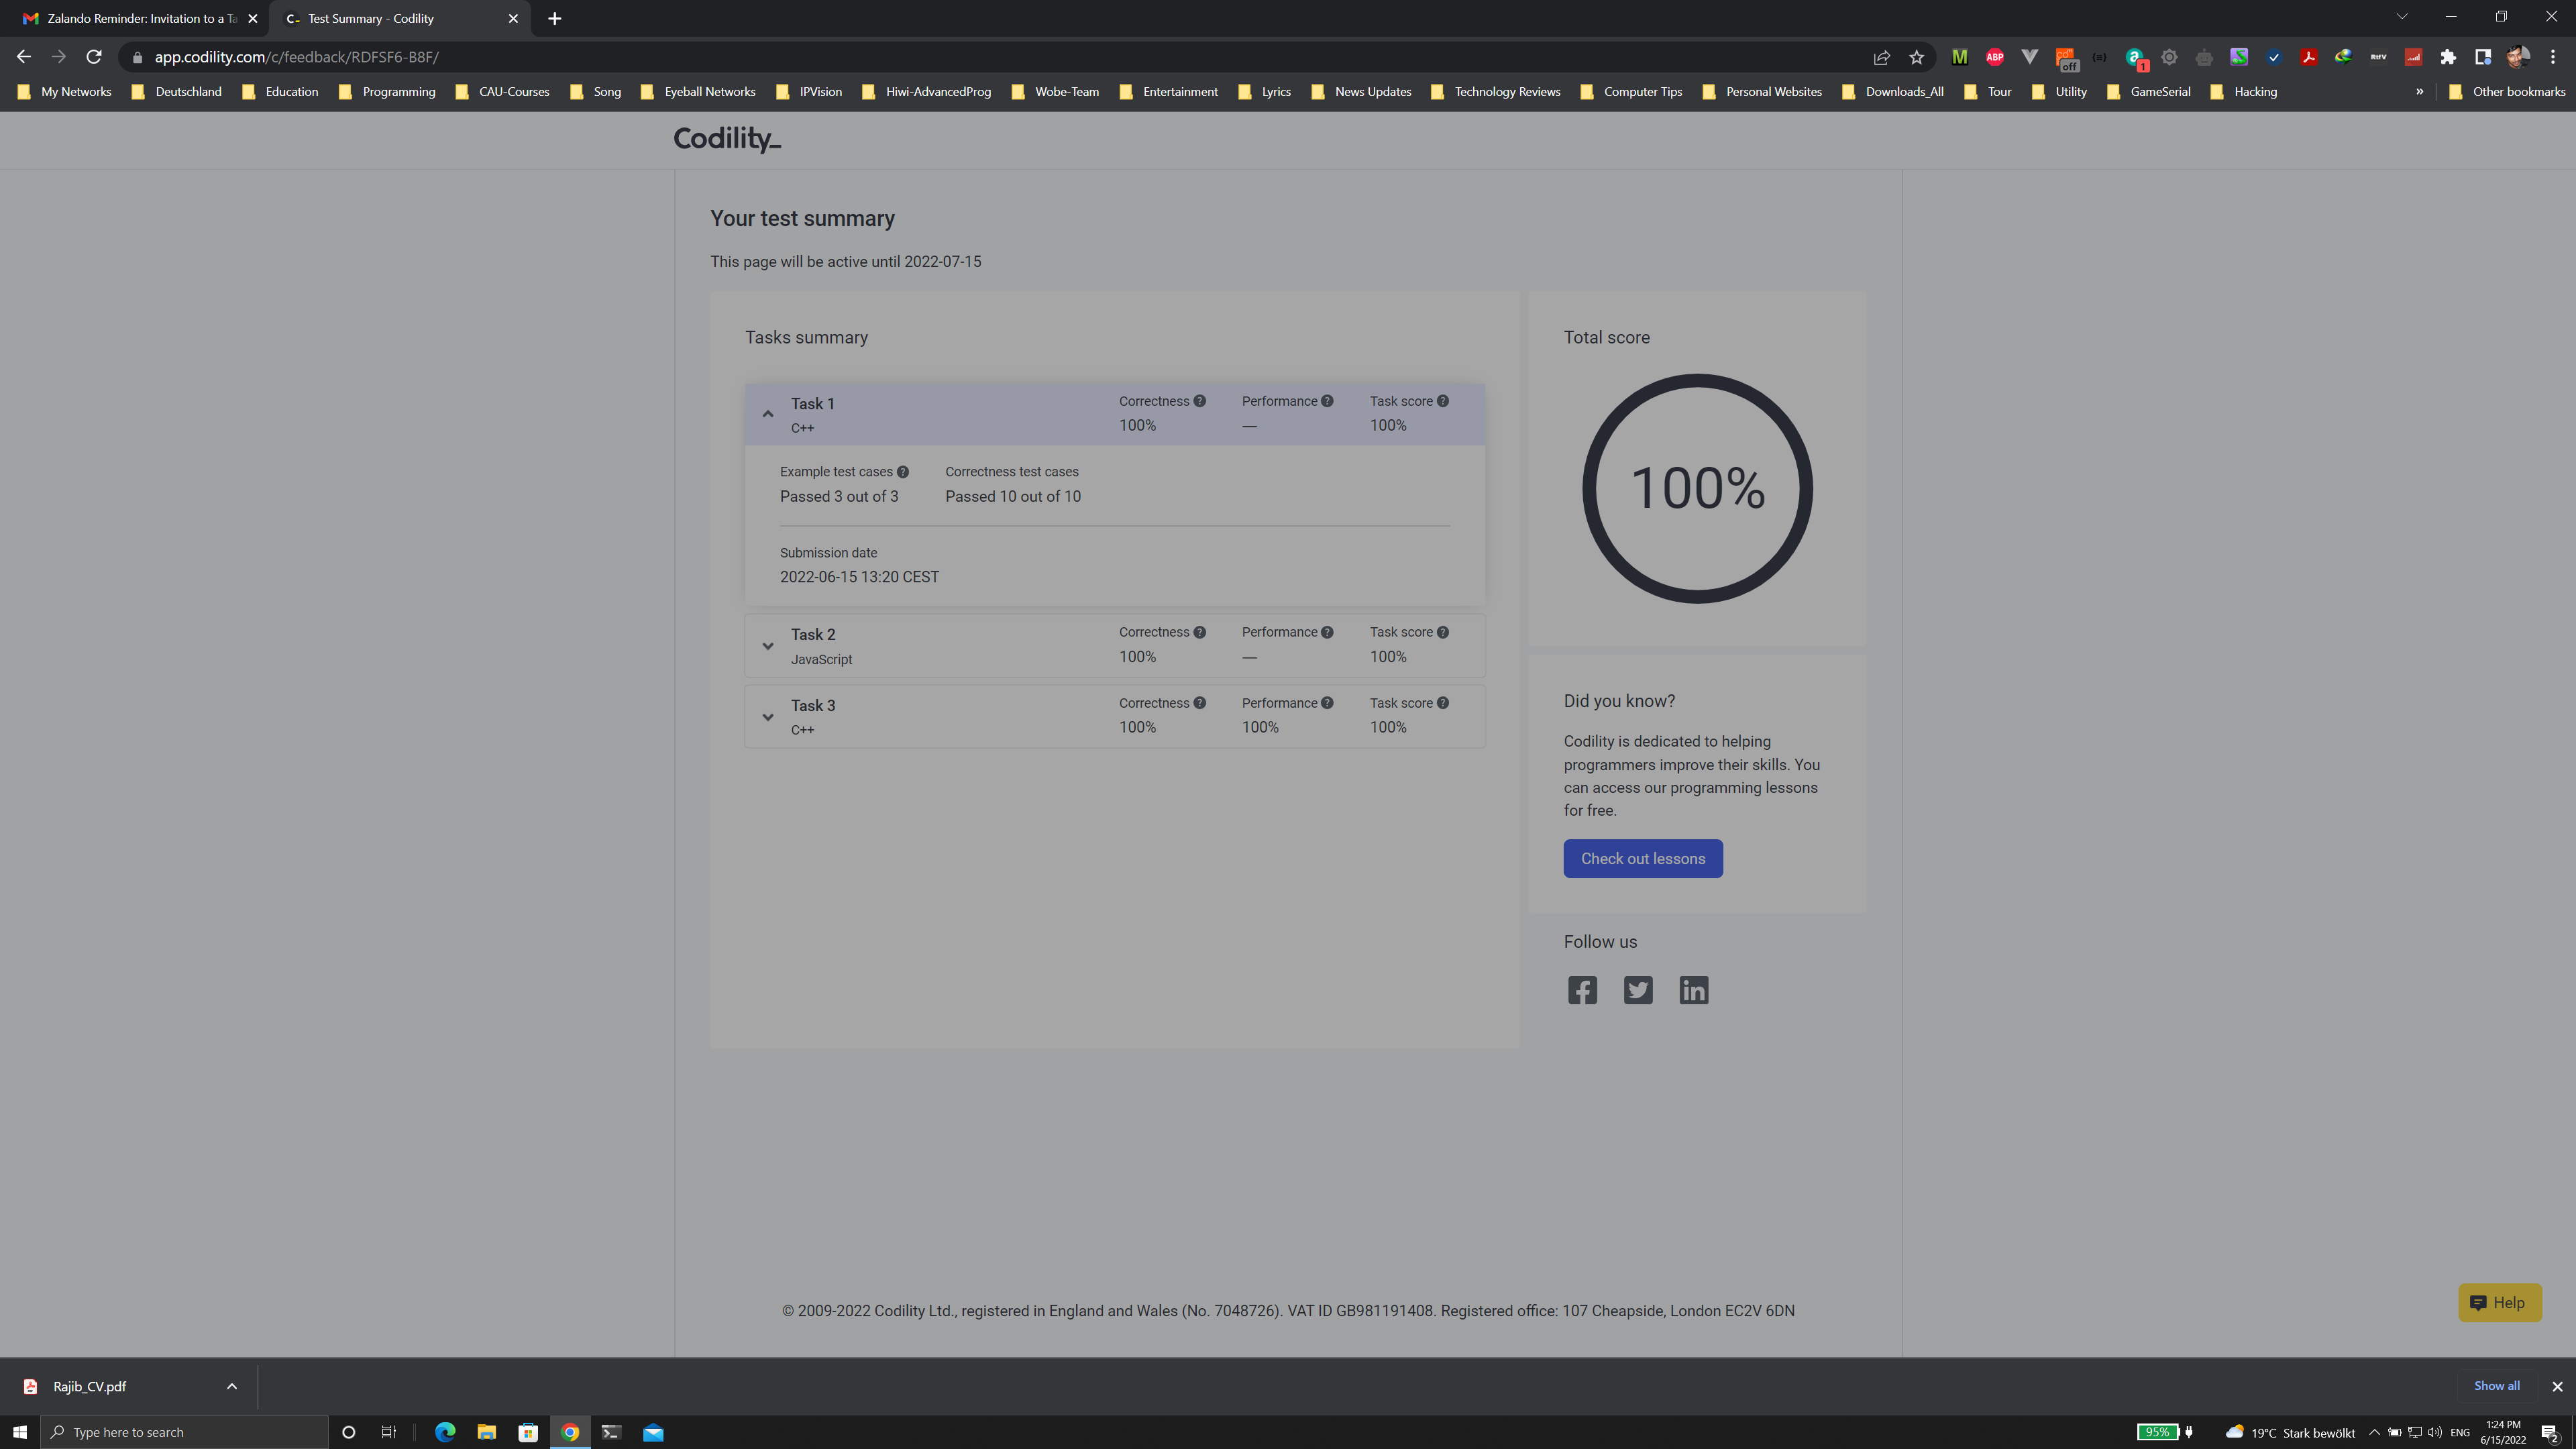 Zalando Reminder: Invitation to a Ta
Test Summary - Codility
app.codility.com/c/feedback/RDFSF6-B8F/
ABP
off
1
RttV
My Networks
Deutschland
Education
Programming
CAU-Courses
Song
Eyeball Networks
IPVision
Hiwi-AdvancedProg
Wobe-Team
Entertainment
Lyrics
News Updates
Technology Reviews
Computer Tips
Personal Websites
Downloads_All
Tour
Utility
GameSerial
Hacking
»
Other bookmarks
Codility_
Your test summary
This page will be active until 2022-07-15
Tasks summary
Task 1
C++
Correctness ?
100%
Performance ?
—
Task score ?
100%
Example test cases ?
Passed 3 out of 3
Correctness test cases
Passed 10 out of 10
Submission date
2022-06-15 13:20 CEST
Task 2
JavaScript
Correctness ?
100%
Performance ?
—
Task score ?
100%
Task 3
C++
Correctness ?
100%
Performance ?
100%
Task score ?
100%
Total score
100%
Did you know?
Codility is dedicated to helping
programmers improve their skills. You
can access our programming lessons
for free.
Check out lessons
Follow us
© 2009-2022 Codility Ltd., registered in England and Wales (No. 7048726). VAT ID GB981191408. Registered office: 107 Cheapside, London EC2V 6DN
Help
Rajib_CV.pdf
Show all
Type here to search
95%
19°C Stark bewölkt
ENG
1:24 PM
6/15/2022
2